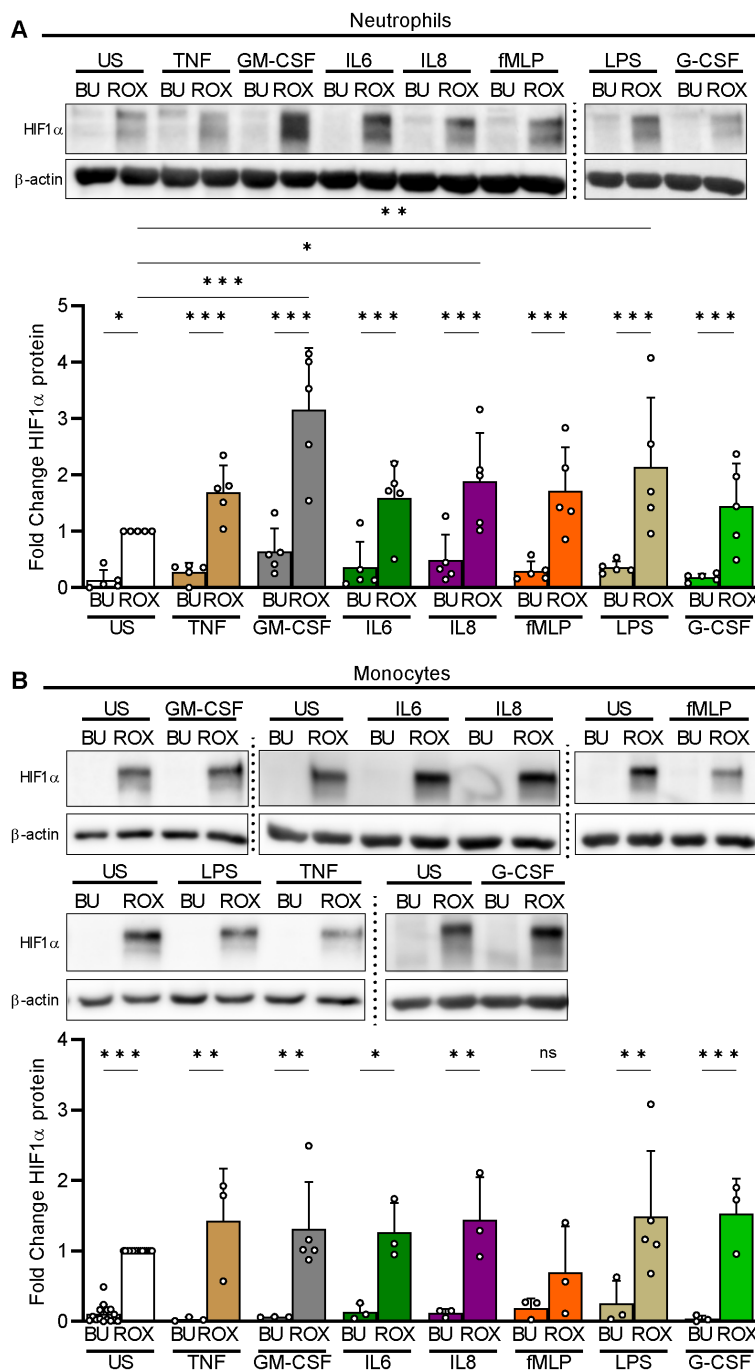 A
Neutrophils
US TNF GM-CSF IL6 IL8 fMLP LPS G-CSF
BU ROX BU ROX BU ROX BU ROX BU ROX BU ROX BU ROX BU ROX
HIF1α
β-actin
* *
*
* * *
* * * * * * * * * * * * * * * * * * * * * *
Fold Change HIF1α protein
5
4
3
2
1
0
BU ROX BU ROX BU ROX BU ROX BU ROX BU ROX BU ROX BU ROX
US TNF GM-CSF IL6 IL8 fMLP LPS G-CSF
B
Monocytes
US GM-CSF US IL6 IL8 US fMLP
BU ROX BU ROX BU ROX BU ROX BU ROX BU ROX BU ROX
HIF1α
β-actin
US LPS TNF US G-CSF
BU ROX BU ROX BU ROX BU ROX BU ROX
HIF1α
β-actin
* * * * * * * * * * ns * * * * *
Fold Change HIF1α protein
4
3
2
1
0
BU ROX BU ROX BU ROX BU ROX BU ROX BU ROX BU ROX BU ROX
US TNF GM-CSF IL6 IL8 fMLP LPS G-CSF